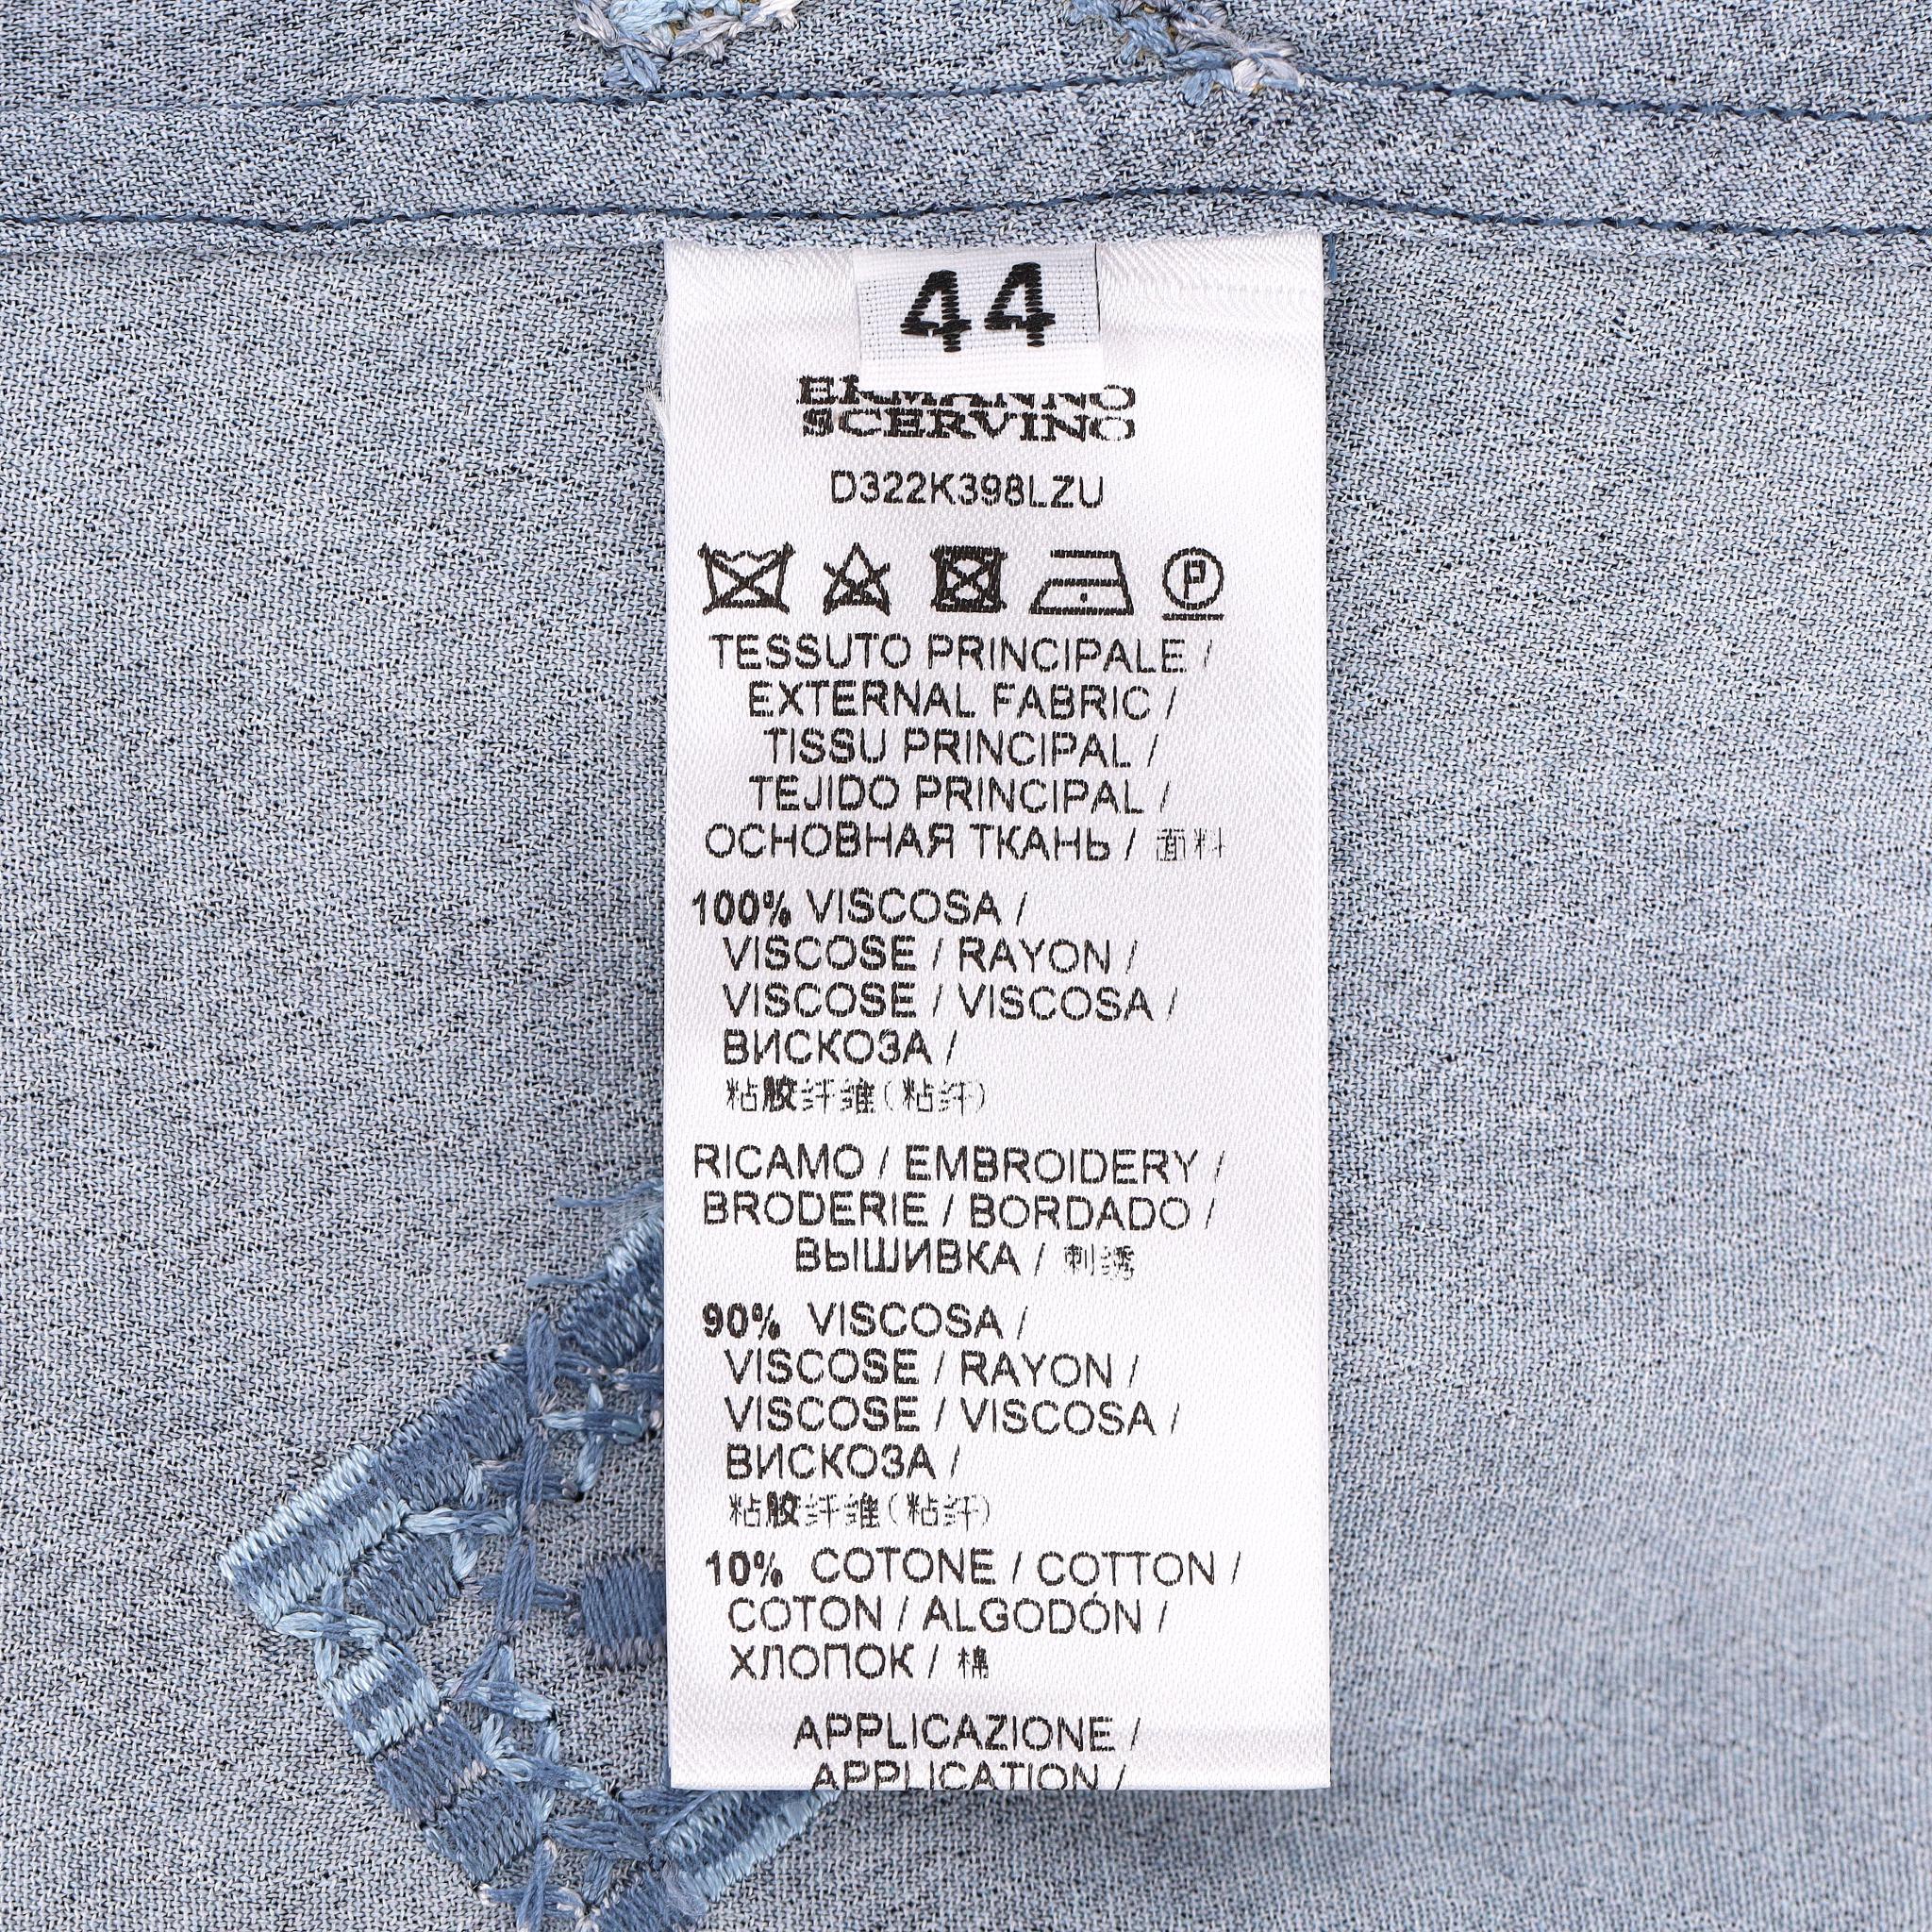 44
ERMANNO
SCERVINO
D322K398LZU
P
TESSUTO PRINCIPALE /
EXTERNAL FABRIC /
TISSU PRINCIPAL /
TEJIDO PRINCIPAL /
ОСНОВНАЯ ТКАНЬ / 面料
100% VISCOSA /
VISCOSE / RAYON /
VISCOSE / VISCOSA /
ВИСКОЗА /
粘胶纤维(粘纤)
RICAMO / EMBROIDERY /
BRODERIE / BORDADO /
ВЫШИВКА / 刺绣
90% VISCOSA /
VISCOSE / RAYON /
VISCOSE / VISCOSA /
ВИСКОЗА /
粘胶纤维(粘纤)
10% COTONE / COTTON /
COTON / ALGODÓN /
ХЛОПОК / 棉
APPLICAZIONE /
APPLICATION /